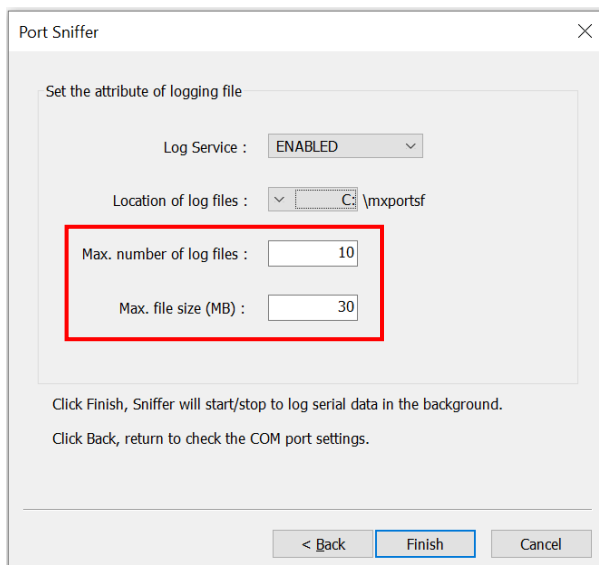 Port Sniffer
Set the attribute of logging file
Log Service : ENABLED
Location of log files : C: \mxportsf
Max. number of log files : 10
Max. file size (MB) : 30
Click Finish, Sniffer will start/stop to log serial data in the background.
Click Back, return to check the COM port settings.
< Back Finish Cancel